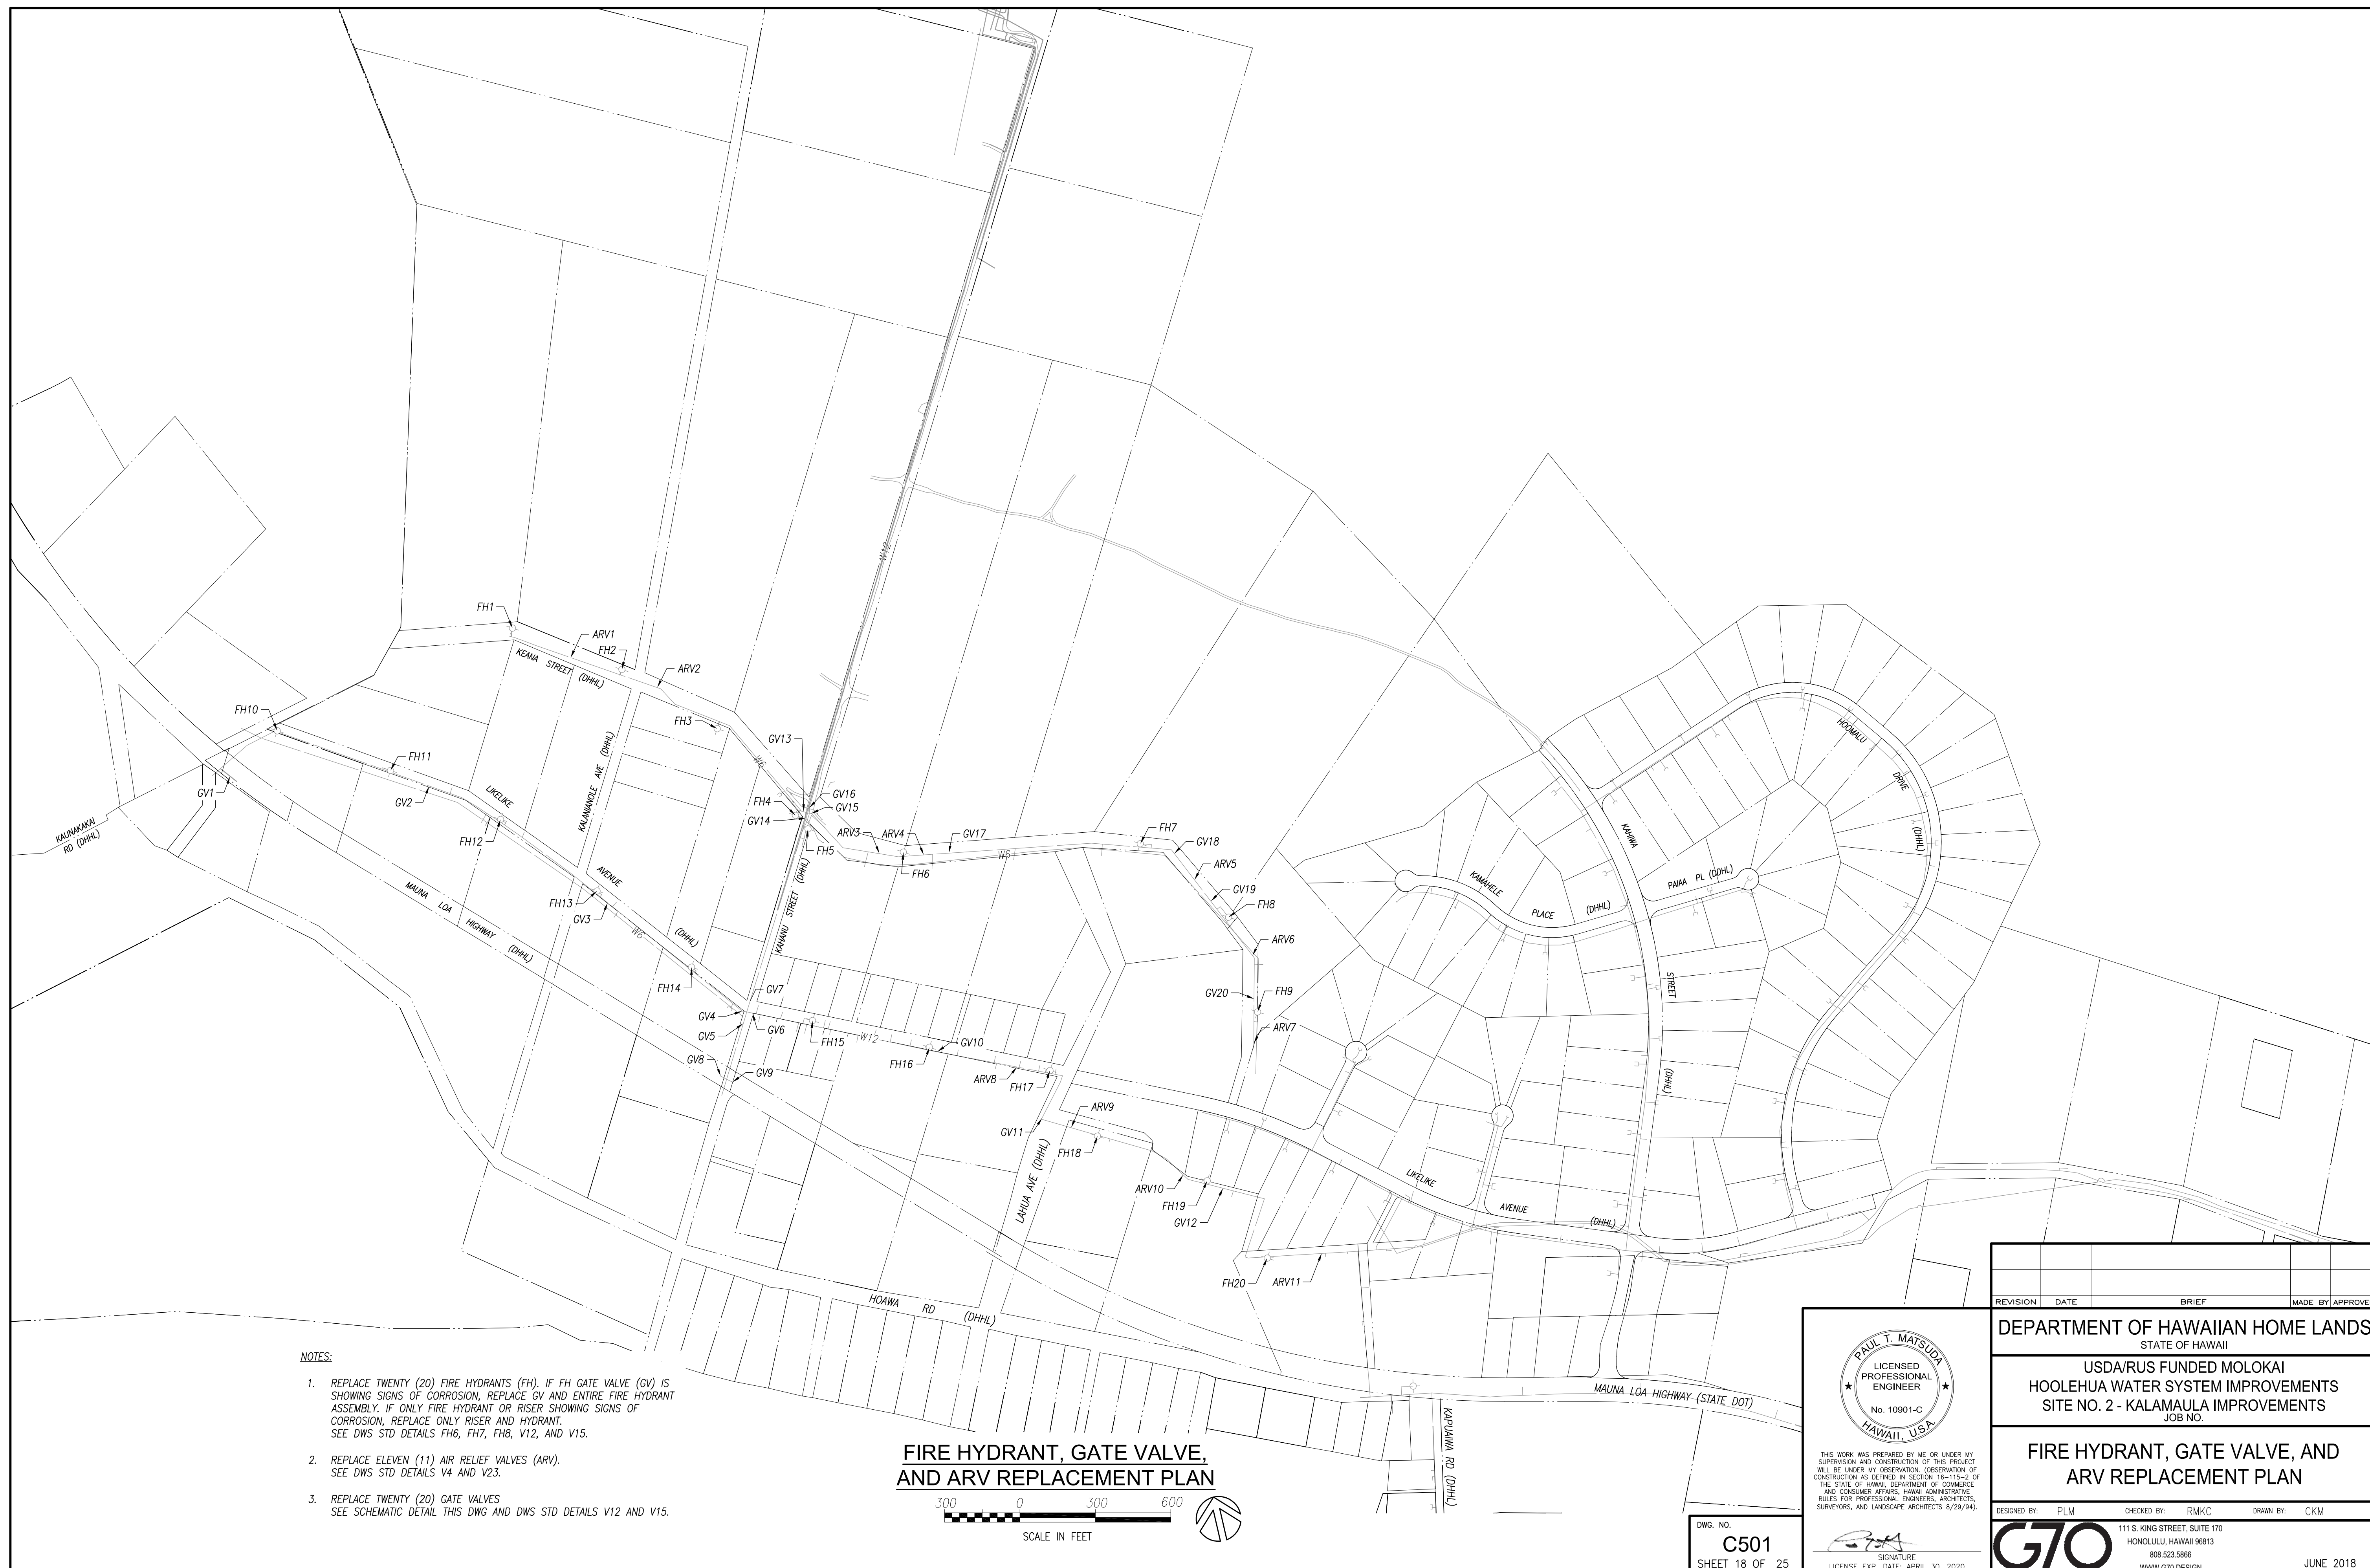 FH1
ARV1
FH2
ARV2
KEANA STREET (DHHL)
FH10
FH3
GV13
FH11
W6
W12
GV1
GV2
LIKELIKE
KALANIANOLE AVE (DHHL)
GV16
GV15
FH4
GV14
KAUNAKAKAI
RD (DHHL)
FH12
ARV3
ARV4
GV17
FH7
GV18
FH5
W6
FH6
ARV5
AVENUE
FH13
GV3
W6
GV19
FH8
MAUNA LOA HIGHWAY (DHHL)
(DHHL)
KAHANU STREET (DHHL)
ARV6
FH14
GV7
GV20
FH9
GV4
GV5
GV6
FH15
W12
ARV7
GV8
GV9
FH16
GV10
ARV8
FH17
ARV9
GV11
FH18
LAHUA AVE (DHHL)
ARV10
FH19
GV12
FH20
ARV11
HOAWA RD (DHHL)
HOOMALU DRIVE (DHHL)
KAHIWA STREET (DHHL)
PAIAA PL (DDHL)
KAMAHELE PLACE (DHHL)
LIKELIKE AVENUE (DHHL)
MAUNA LOA HIGHWAY (STATE DOT)
KAPUAIWA RD (DHHL)
NOTES:
1. REPLACE TWENTY (20) FIRE HYDRANTS (FH). IF FH GATE VALVE (GV) IS
SHOWING SIGNS OF CORROSION, REPLACE GV AND ENTIRE FIRE HYDRANT
ASSEMBLY. IF ONLY FIRE HYDRANT OR RISER SHOWING SIGNS OF
CORROSION, REPLACE ONLY RISER AND HYDRANT.
SEE DWS STD DETAILS FH6, FH7, FH8, V12, AND V15.
2. REPLACE ELEVEN (11) AIR RELIEF VALVES (ARV).
SEE DWS STD DETAILS V4 AND V23.
3. REPLACE TWENTY (20) GATE VALVES
SEE SCHEMATIC DETAIL THIS DWG AND DWS STD DETAILS V12 AND V15.
FIRE HYDRANT, GATE VALVE,
AND ARV REPLACEMENT PLAN
300 0 300 600
SCALE IN FEET
DWG. NO.
C501
SHEET 18 OF 25
PAUL T. MATSUDA
LICENSED
PROFESSIONAL
ENGINEER
No. 10901-C
HAWAII, U.S.A.
THIS WORK WAS PREPARED BY ME OR UNDER MY
SUPERVISION AND CONSTRUCTION OF THIS PROJECT
WILL BE UNDER MY OBSERVATION. (OBSERVATION OF
CONSTRUCTION AS DEFINED IN SECTION 16-115-2 OF
THE STATE OF HAWAII, DEPARTMENT OF COMMERCE
AND CONSUMER AFFAIRS, HAWAII ADMINISTRATIVE
RULES FOR PROFESSIONAL ENGINEERS, ARCHITECTS,
SURVEYORS, AND LANDSCAPE ARCHITECTS 8/29/94).
SIGNATURE
LICENSE EXP. DATE: APRIL 30, 2020
REVISION DATE BRIEF MADE BY APPROVE
DEPARTMENT OF HAWAIIAN HOME LANDS
STATE OF HAWAII
USDA/RUS FUNDED MOLOKAI
HOOLEHUA WATER SYSTEM IMPROVEMENTS
SITE NO. 2 - KALAMAULA IMPROVEMENTS
JOB NO.
FIRE HYDRANT, GATE VALVE, AND
ARV REPLACEMENT PLAN
DESIGNED BY: PLM CHECKED BY: RMKC DRAWN BY: CKM
G70
111 S. KING STREET, SUITE 170
HONOLULU, HAWAII 96813
808.523.5866
WWW.G70.DESIGN
JUNE 2018